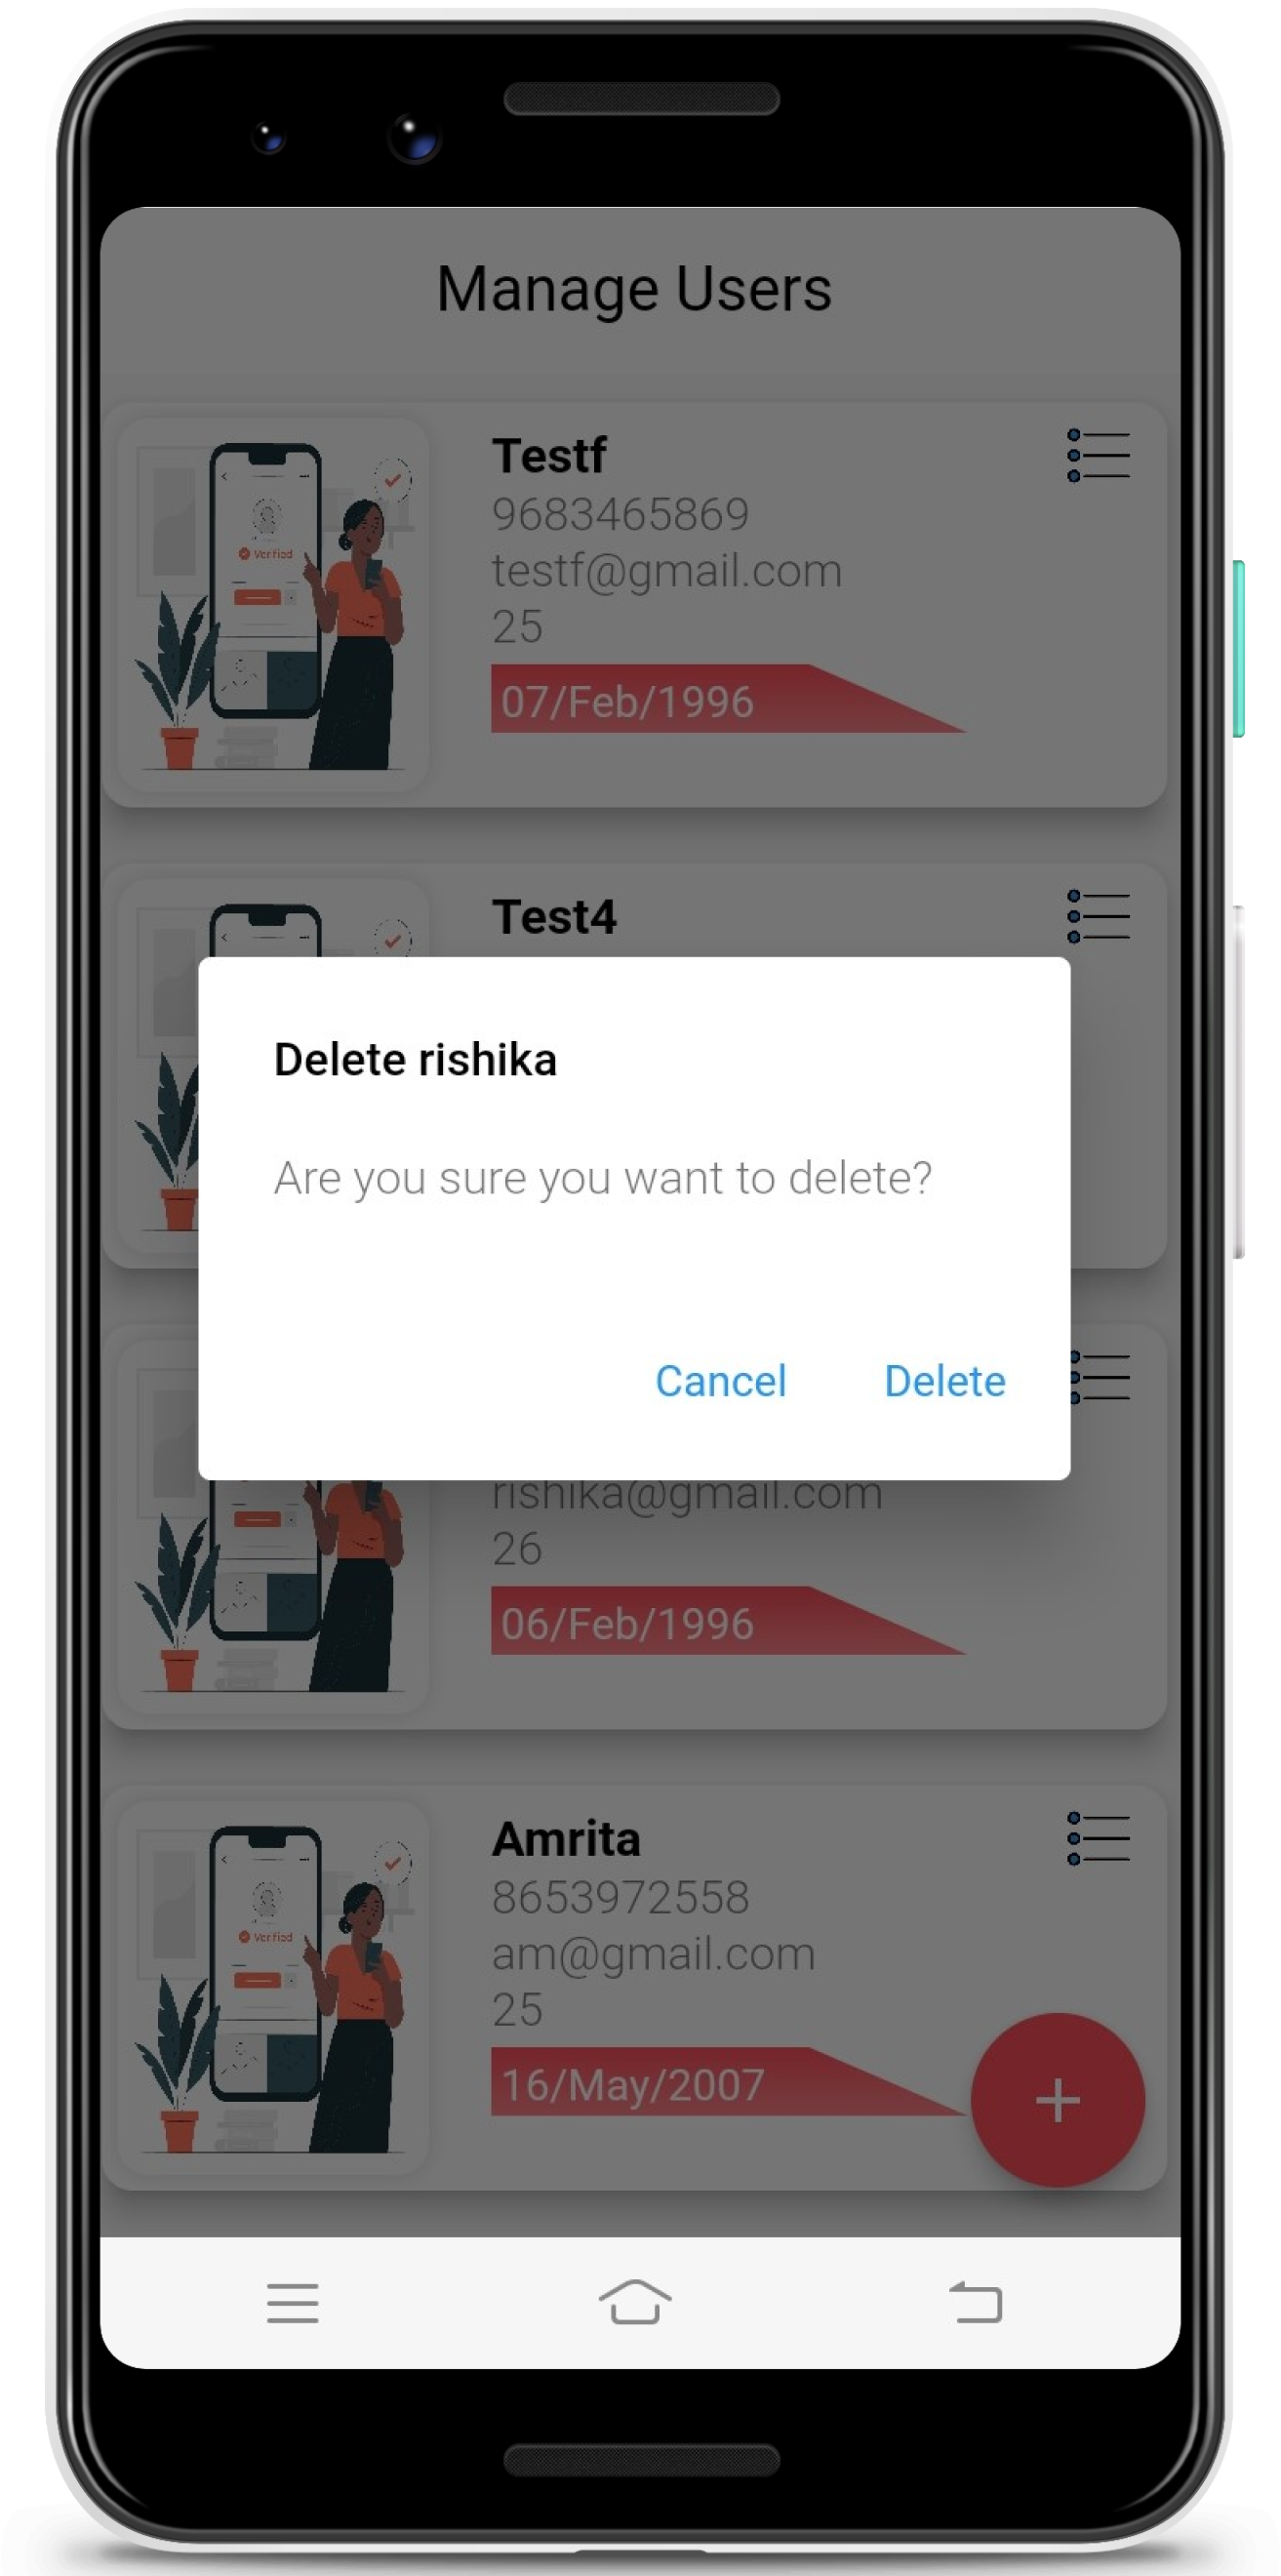 Manage Users
Verified
Testf
9683465869
testf@gmail.com
25
07/Feb/1996
Test4
Delete rishika
Are you sure you want to delete?
Cancel
Delete
rishika@gmail.com
26
06/Feb/1996
Verified
Amrita
8653972558
am@gmail.com
25
16/May/2007